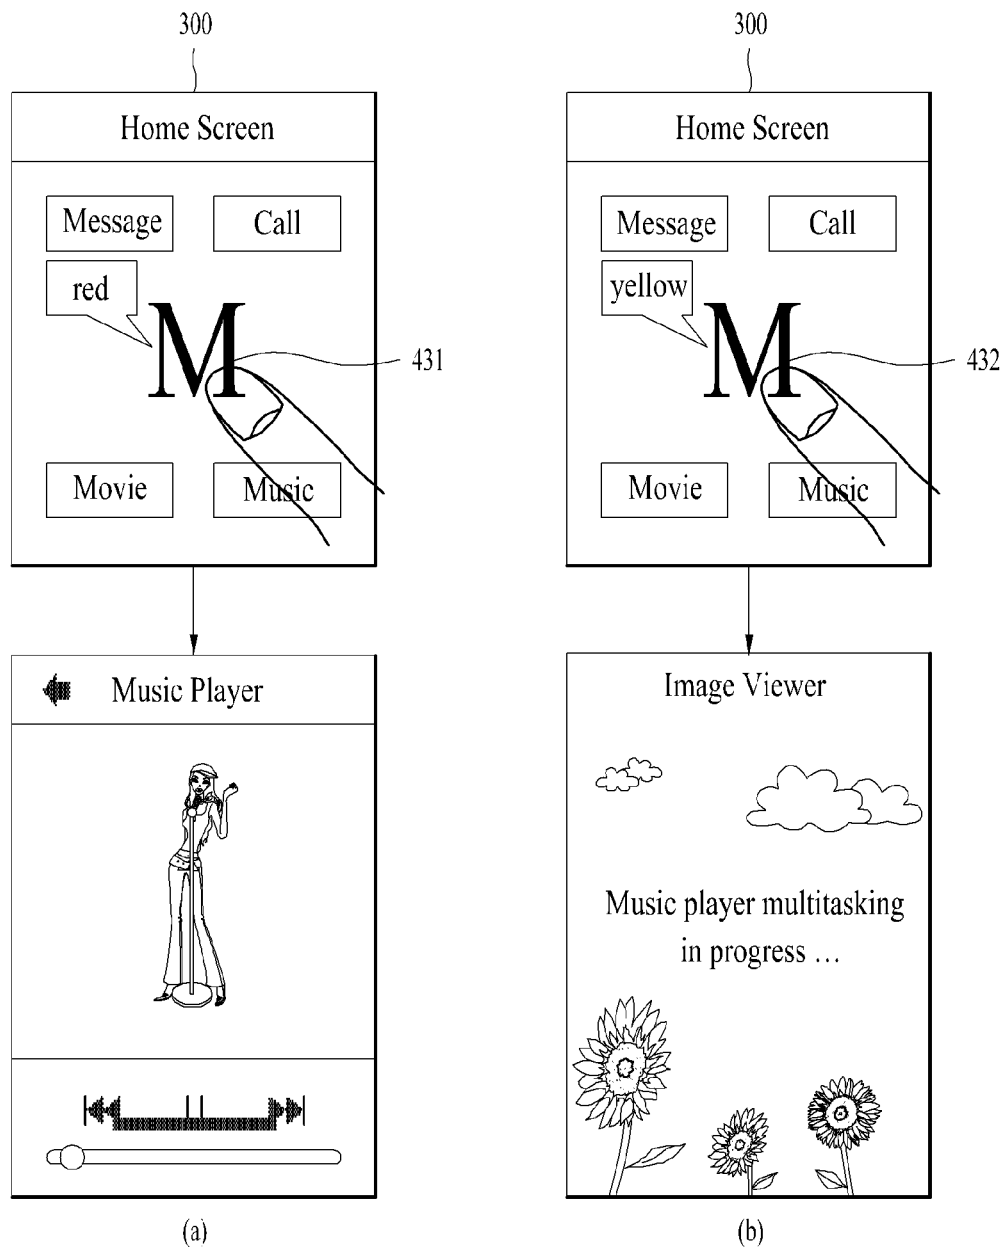 300
Home Screen
Message
Call
red
M
431
Movie
Music
Music Player
(a)
300
Home Screen
Message
Call
yellow
M
432
Movie
Music
Image Viewer
Music player multitasking
in progress ...
(b)